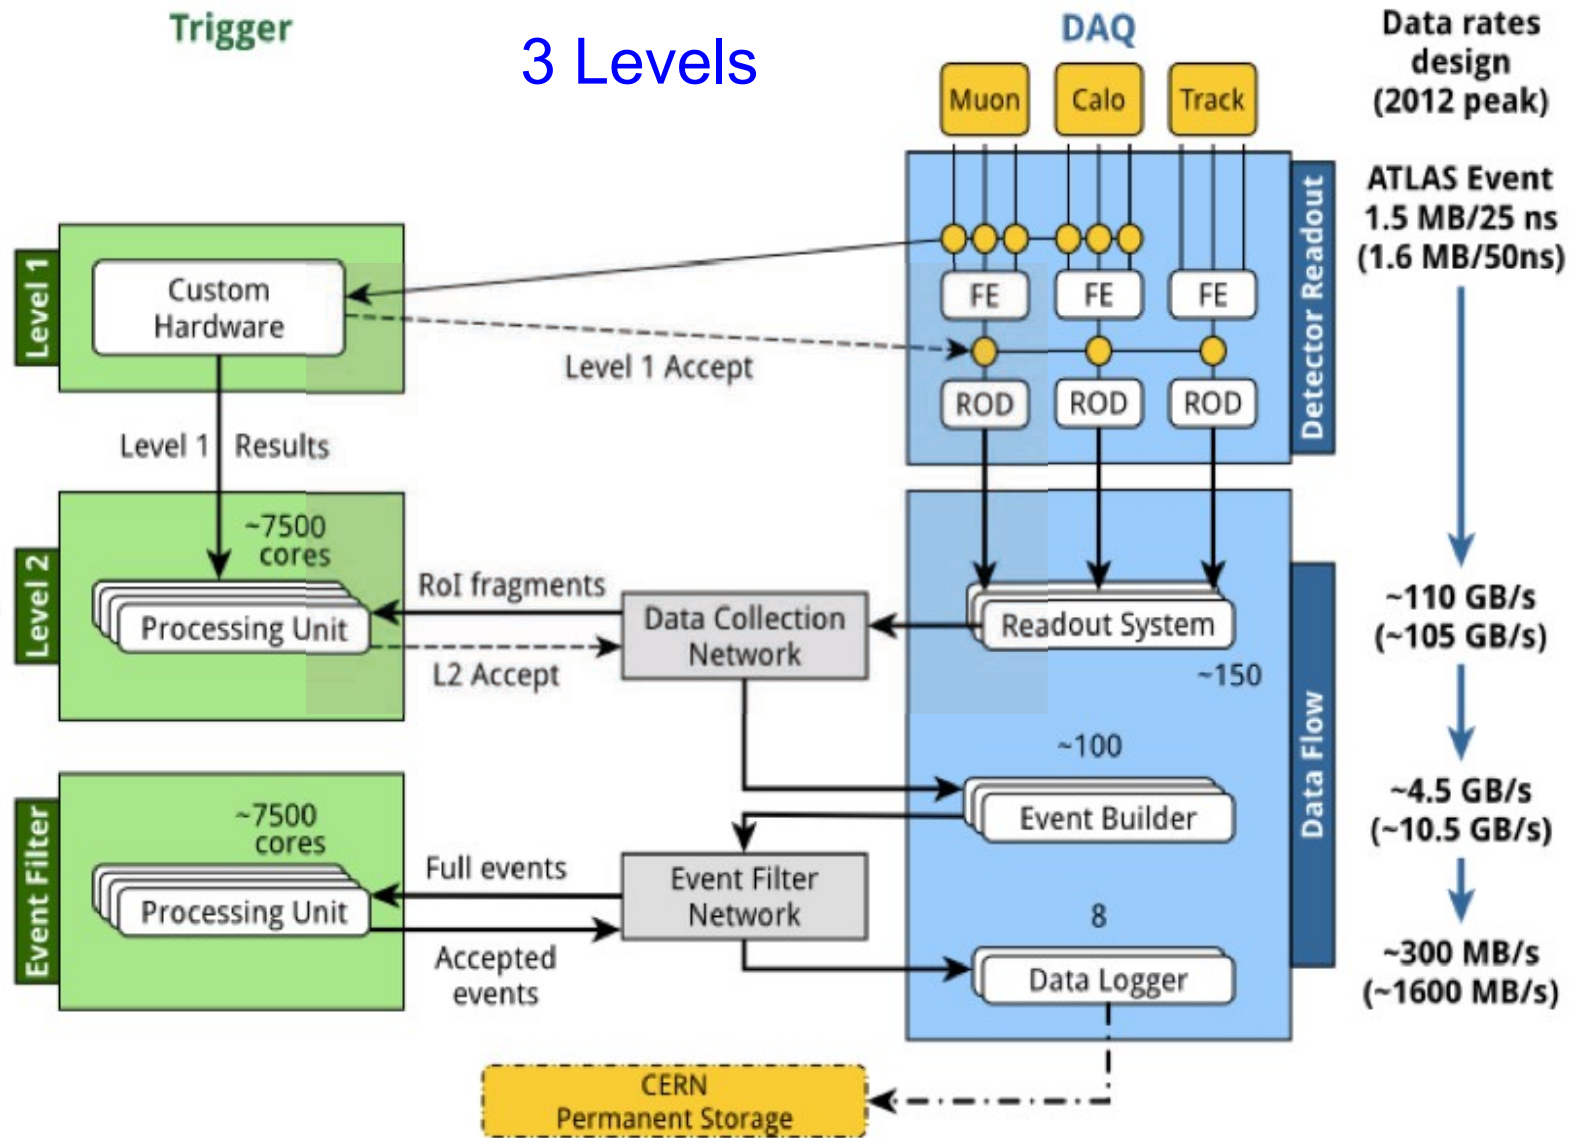 Trigger
3 Levels
DAQ
Data rates
design
(2012 peak)
Muon
Calo
Track
Detector Readout
ATLAS Event
1.5 MB/25 ns
(1.6 MB/50ns)
Level 1
Custom
Hardware
FE
FE
FE
Level 1 Accept
ROD
ROD
ROD
Level 1 Results
Level 2
~7500
cores
Processing Unit
RoI fragments
L2 Accept
Data Collection
Network
Readout System
~150
Data Flow
~110 GB/s
(~105 GB/s)
~100
Event Builder
~4.5 GB/s
(~10.5 GB/s)
Event Filter
~7500
cores
Processing Unit
Full events
Accepted
events
Event Filter
Network
8
Data Logger
~300 MB/s
(~1600 MB/s)
CERN
Permanent Storage